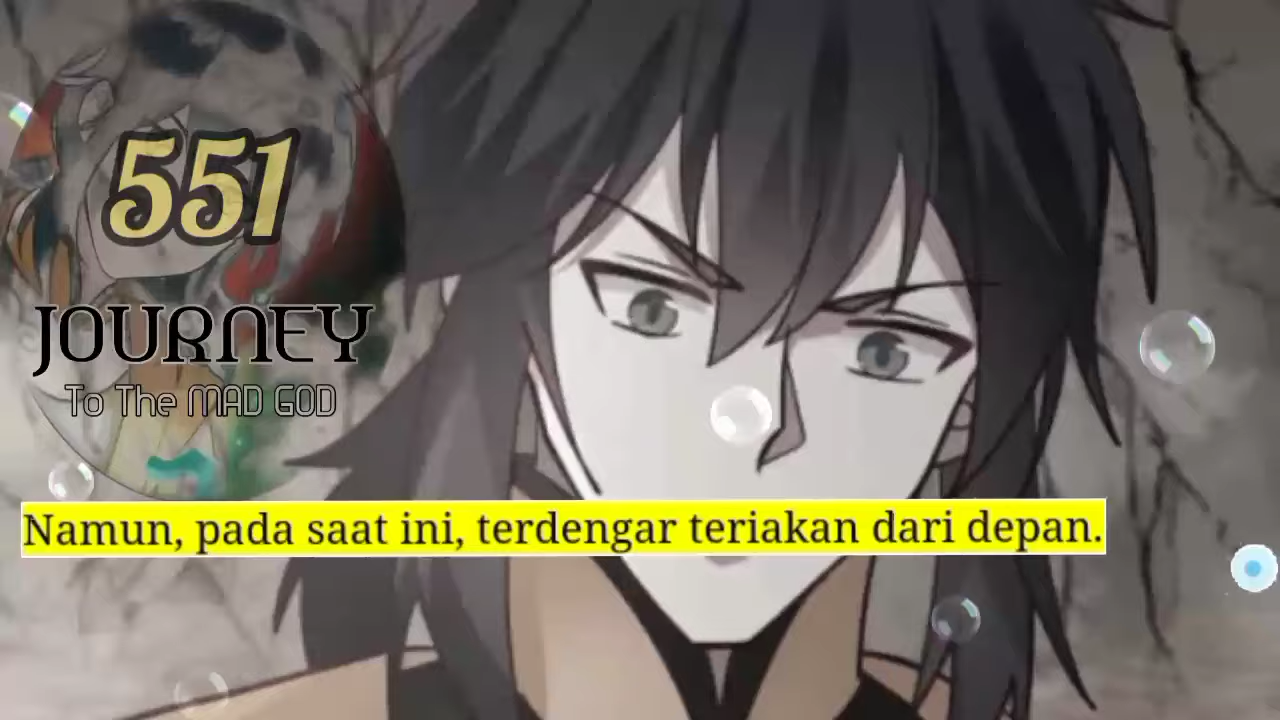 551
JOURNEY
To The MAD GOD
Namun, pada saat ini, terdengar teriakan dari depan.